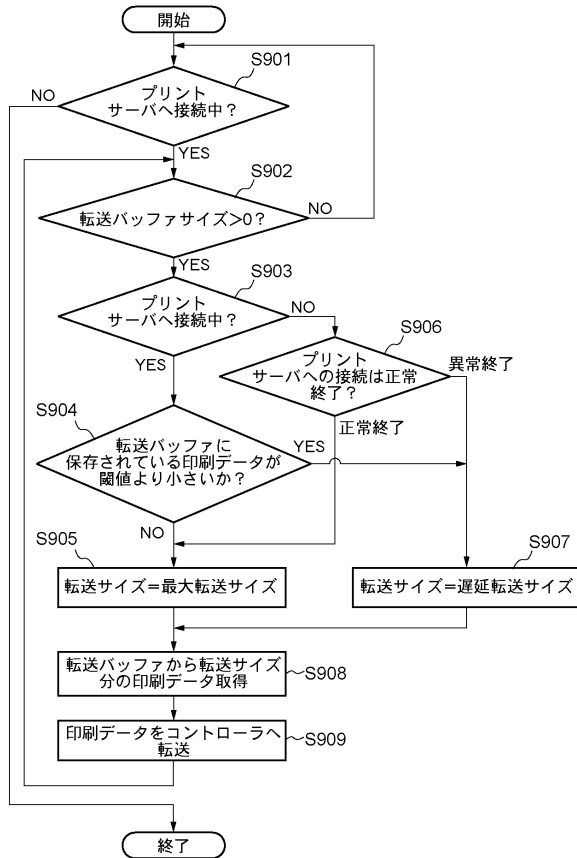 開始
S901
プリント
サーバへ接続中？
NO
YES
S902
転送バッファサイズ>0？
NO
YES
S903
プリント
サーバへ接続中？
NO
YES
S906
プリント
サーバへの接続は正常
終了？
異常終了
正常終了
S904
転送バッファに
保存されている印刷データが
閾値より小さいか？
YES
NO
S905
転送サイズ＝最大転送サイズ
S907
転送サイズ＝遅延転送サイズ
転送バッファから転送サイズ
分の印刷データ取得
S908
印刷データをコントローラへ
転送
S909
終了